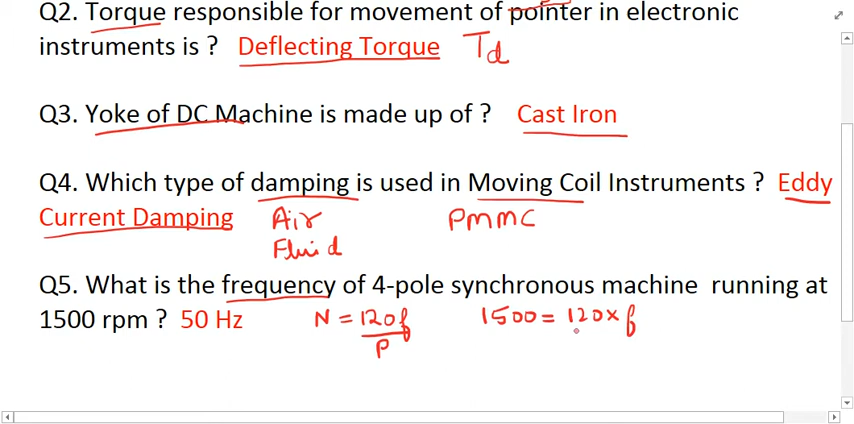 Q2. Torque responsible for movement of pointer in electronic
instruments is ? Deflecting Torque Td
Q3. Yoke of DC Machine is made up of ? Cast Iron
Q4. Which type of damping is used in Moving Coil Instruments ? Eddy
Current Damping Air PMMC
Fluid
Q5. What is the frequency of 4-pole synchronous machine running at
1500 rpm ? 50 Hz N = 120f 1500 = 120 x f
P